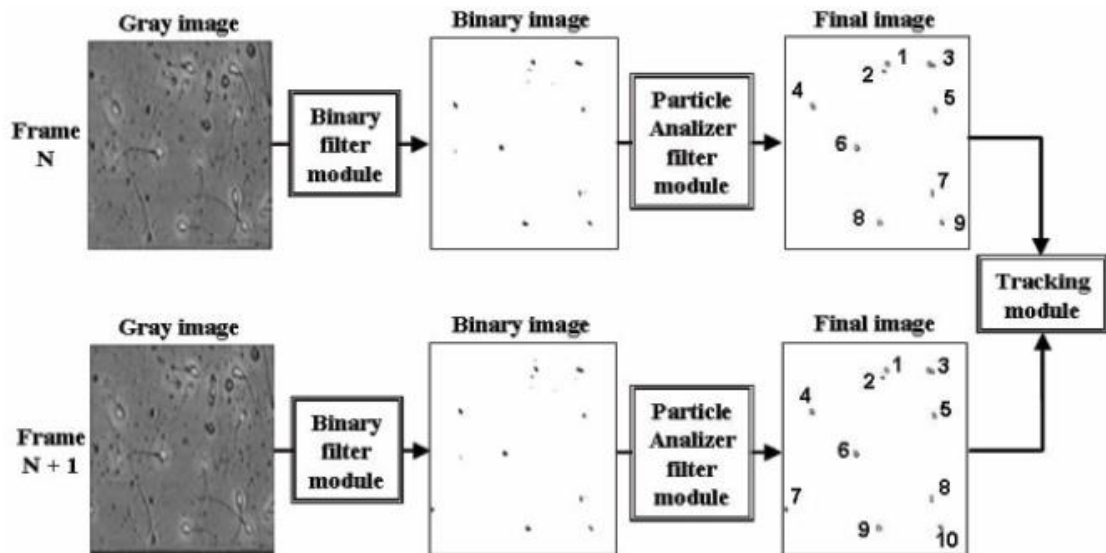 Gray image
Binary image
Final image
Frame
N
Binary
filter
module
Particle
Analizer
filter
module
1
2
3
4
5
6
7
8
9
Tracking
module
Gray image
Binary image
Final image
Frame
N + 1
Binary
filter
module
Particle
Analizer
filter
module
1
2
3
4
5
6
7
8
9
10